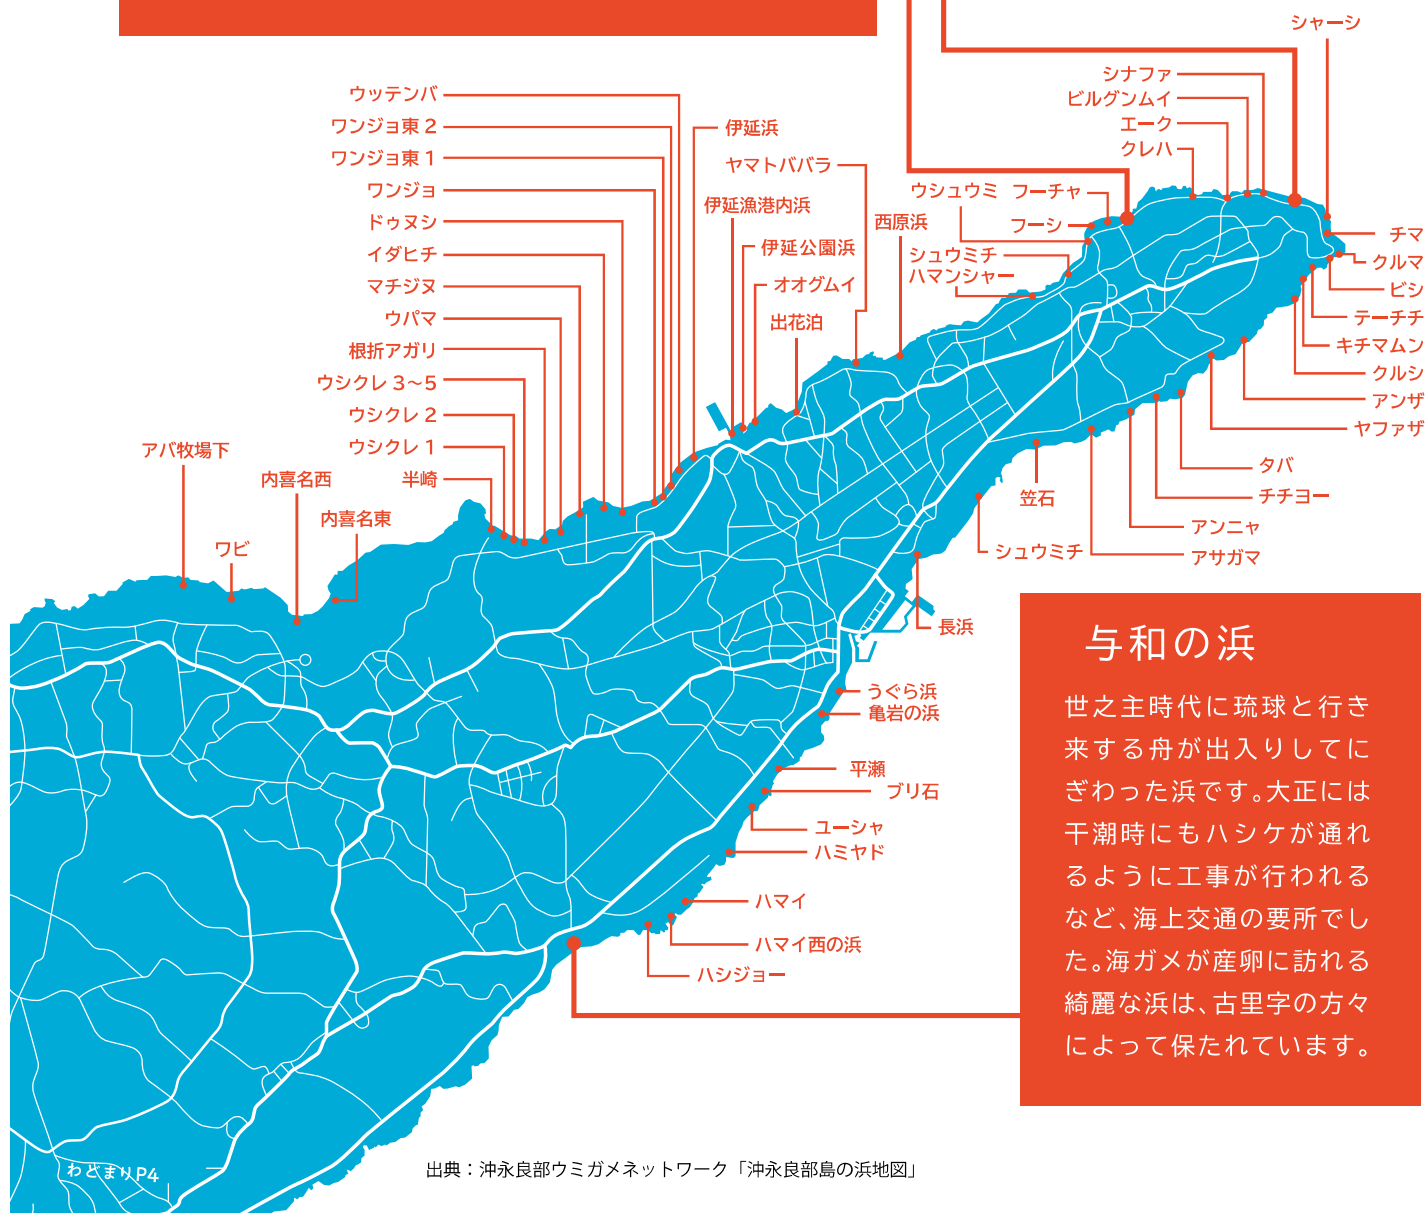 シャーシ
シナファ
ビルグンムイ
エーク
クレハ
ウシュウミ
フーチャ
フーシ
シュウミチ
ハマンシャー
西原浜
ヤマトババラ
伊延浜
伊延漁港内浜
伊延公園浜
オオグムイ
出花泊
ウッテンバ
ワンジョ東2
ワンジョ東1
ワンジョ
ドゥヌシ
イダヒチ
マチジヌ
ウパマ
根折アガリ
ウシクレ3〜5
ウシクレ2
ウシクレ1
半崎
アバ牧場下
内喜名西
内喜名東
ワビ
チマ
クルマ
ビシ
テーチチ
キチマムン
クルシ
アンザ
ヤファザ
タバ
チチヨー
アンニャ
アサガマ
笠石
シュウミチ
長浜
うぐら浜
亀岩の浜
平瀬
ブリ石
ユーシャ
ハミヤド
ハマイ
ハマイ西の浜
ハシジョー
与和の浜
世之主時代に琉球と行き
来する舟が出入りしてに
ぎわった浜です。大正には
干潮時にもハシケが通れ
るように工事が行われる
など、海上交通の要所でし
た。海ガメが産卵に訪れる
綺麗な浜は、古里字の方々
によって保たれています。
わどまりP4
出典：沖永良部ウミガメネットワーク「沖永良部島の浜地図」